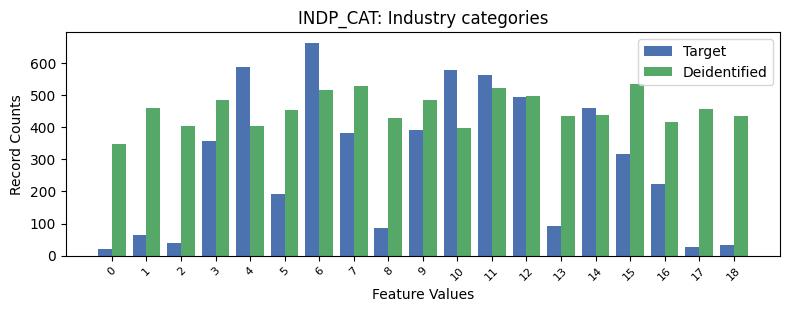 INDP_CAT: Industry categories
Target
Deidentified
Record Counts
600
500
400
300
200
100
0
0 1 2 3 4 5 6 7 8 9 10 11 12 13 14 15 16 17 18
Feature Values